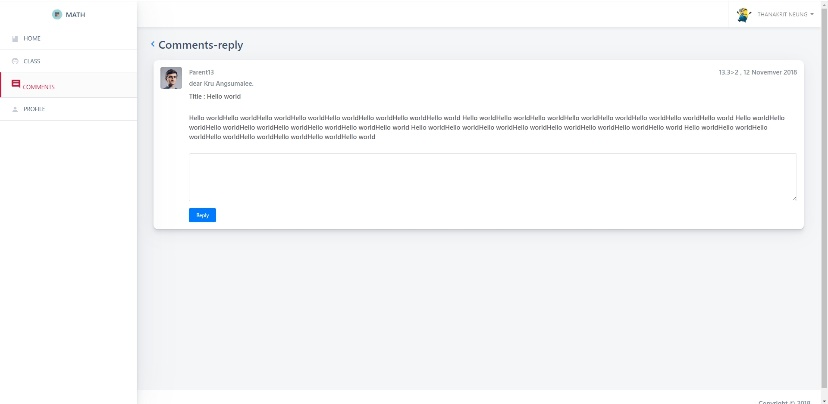 MATH
THANAKRIT NEUNG
HOME
CLASS
COMMENTS
PROFILE
Comments-reply
Parent13
13.3>2 , 12 Novemver 2018
dear Kru Angsumalee.
Title : Hello world
Hello worldHello worldHello worldHello worldHello worldHello worldHello worldHello world Hello worldHello worldHello worldHello worldHello worldHello worldHello worldHello world Hello worldHello
worldHello worldHello worldHello worldHello worldHello worldHello world Hello worldHello worldHello worldHello worldHello worldHello worldHello worldHello world Hello worldHello worldHello
worldHello worldHello worldHello worldHello worldHello world
Reply
Copyright © 2018